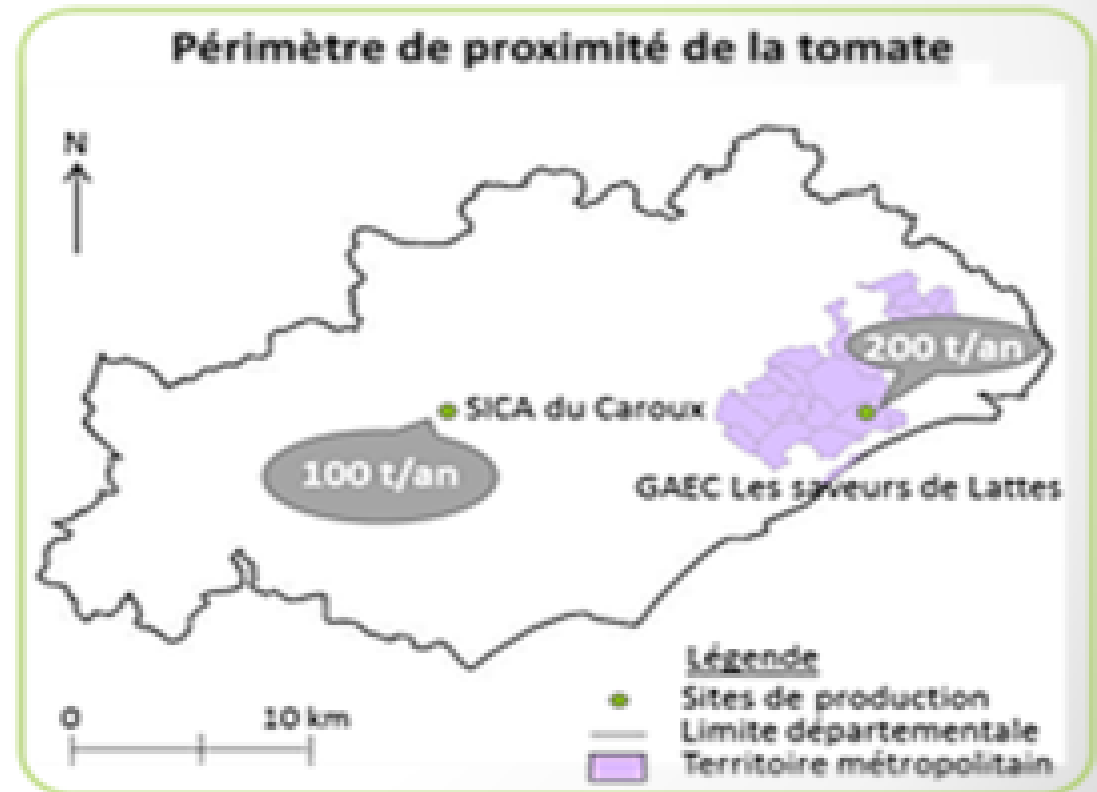 Périmètre de proximité de la tomate
N
200 t/an
SICA du Caroux
100 t/an
GAEC Les saveurs de Lattes
Légende
Sites de production
0 10 km
Limite départementale
Territoire métropolitain